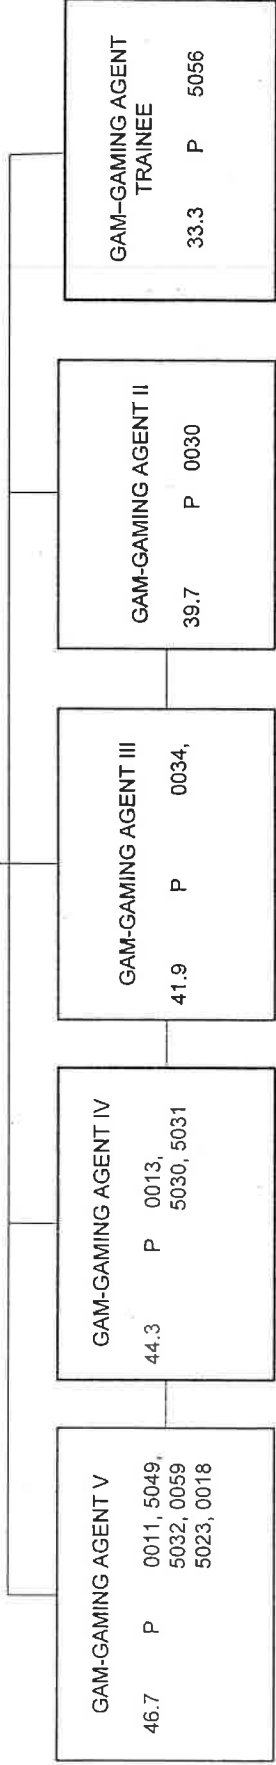 GAM-GAMING AGENT V
46.7 P 0011, 5049,
5032, 0059
5023, 0018
GAM-GAMING AGENT IV
44.3 P 0013,
5030, 5031
GAM-GAMING AGENT III
41.9 P 0034,
GAM-GAMING AGENT II
39.7 P 0030
GAM–GAMING AGENT
TRAINEE
33.3 P 5056